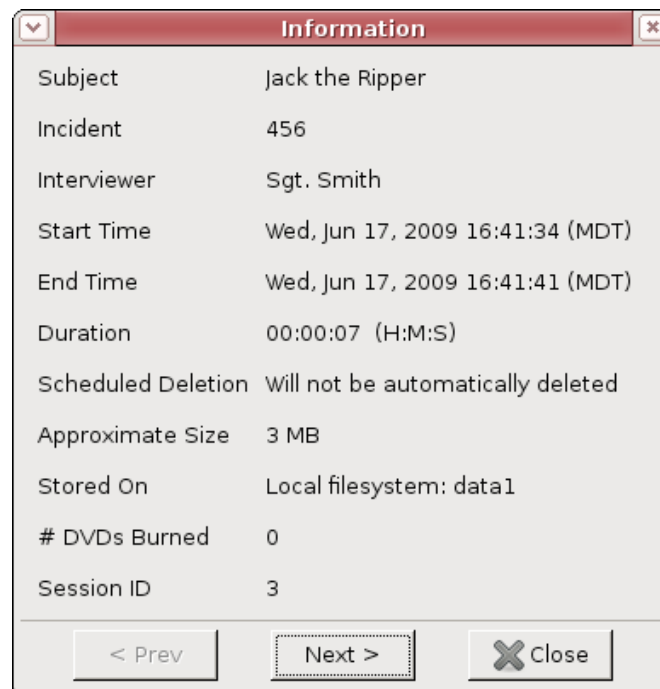 Information
Subject Jack the Ripper
Incident 456
Interviewer Sgt. Smith
Start Time Wed, Jun 17, 2009 16:41:34 (MDT)
End Time Wed, Jun 17, 2009 16:41:41 (MDT)
Duration 00:00:07 (H:M:S)
Scheduled Deletion Will not be automatically deleted
Approximate Size 3 MB
Stored On Local filesystem: data1
# DVDs Burned 0
Session ID 3
< Prev Next > Close